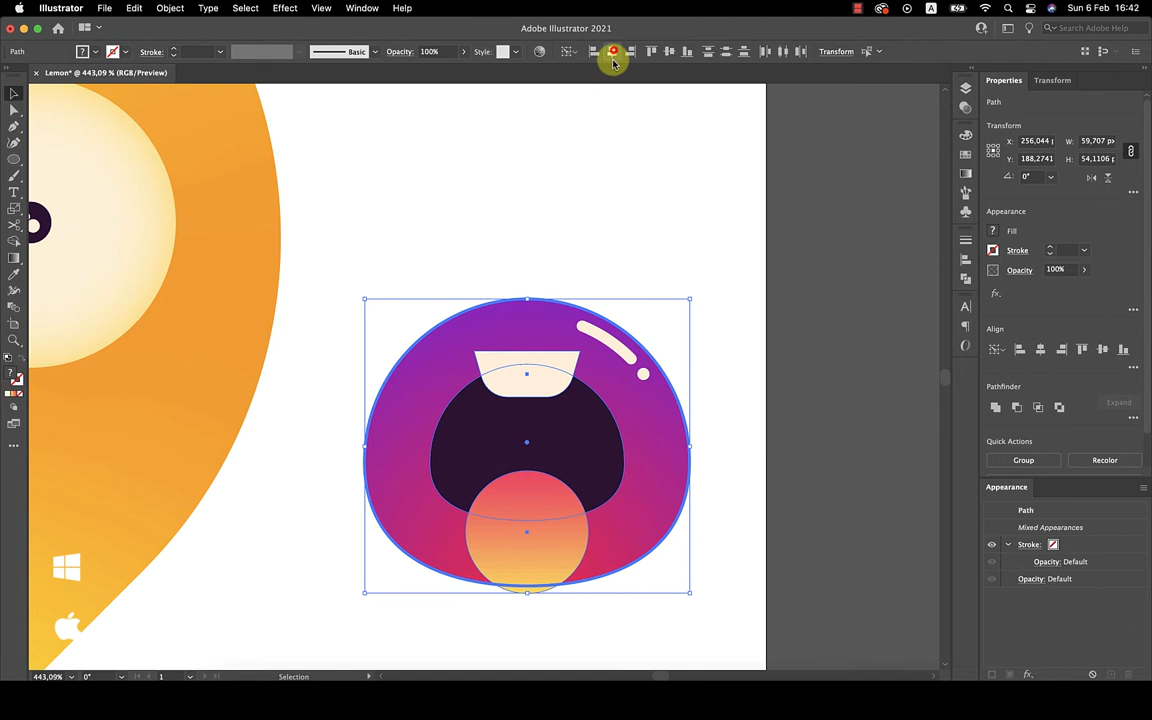 Illustrator File Edit Object Type Select Effect View Window Help
A
Sun 6 Feb 16:42
Adobe Illustrator 2021
Search Adobe Help
Path
?
Stroke:
Basic
Opacity: 100%
Style:
Transform
× Lemon* @ 443,09 % (RGB/Preview)
Properties Transform
Path
Transform
X: 256,044
W: 59,707 px
Y: 188,2741
H: 54,1106
0°
Appearance
? Fill
Stroke
Opacity 100%
fx.
Align
Pathfinder
Expand
Quick Actions
Group Recolor
Appearance
Path
Mixed Appearances
Stroke:
Opacity: Default
Opacity: Default
fx.
443,09% 0° 1 Selection